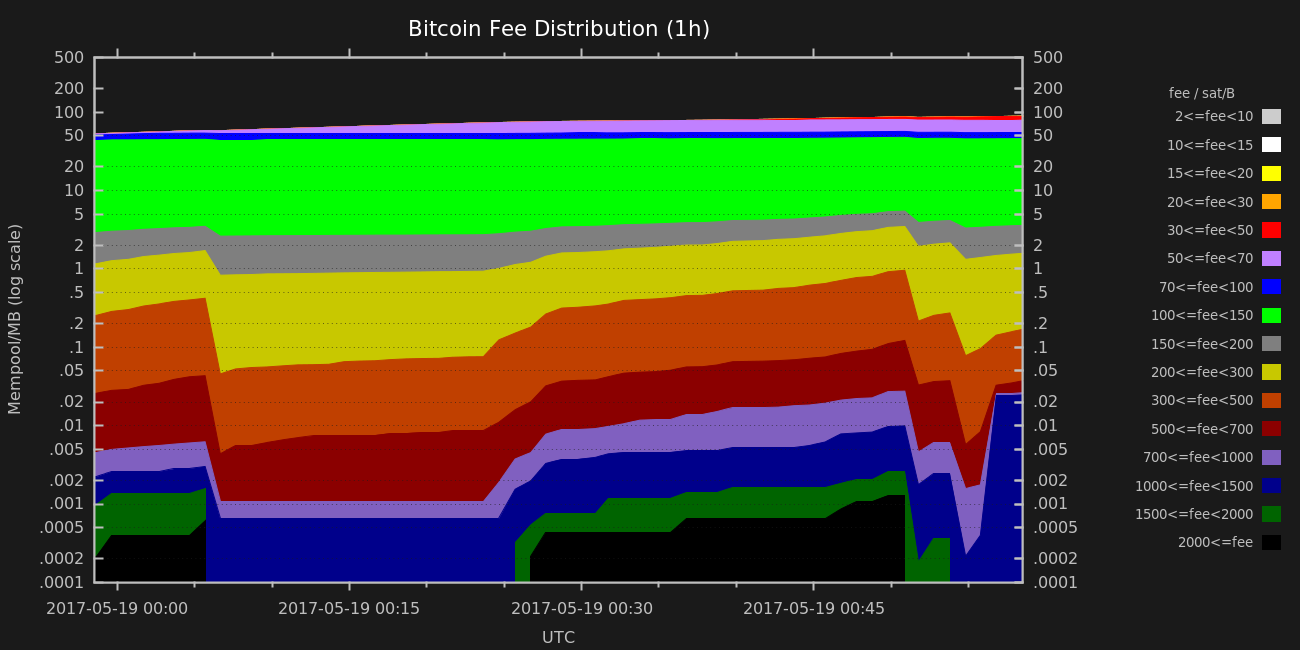 Bitcoin Fee Distribution (1h)
500 500
200 200
100 100
50 50
20 20
10 10
5 5
2 2
1 1
.5 .5
.2 .2
.1 .1
.05 .05
.02 .02
.01 .01
.005 .005
.002 .002
.001 .001
.0005 .0005
.0002 .0002
.0001 .0001
Mempool/MB (log scale)
2017-05-19 00:00 2017-05-19 00:15 2017-05-19 00:30 2017-05-19 00:45
UTC
fee / sat/B
2<=fee<10
10<=fee<15
15<=fee<20
20<=fee<30
30<=fee<50
50<=fee<70
70<=fee<100
100<=fee<150
150<=fee<200
200<=fee<300
300<=fee<500
500<=fee<700
700<=fee<1000
1000<=fee<1500
1500<=fee<2000
2000<=fee